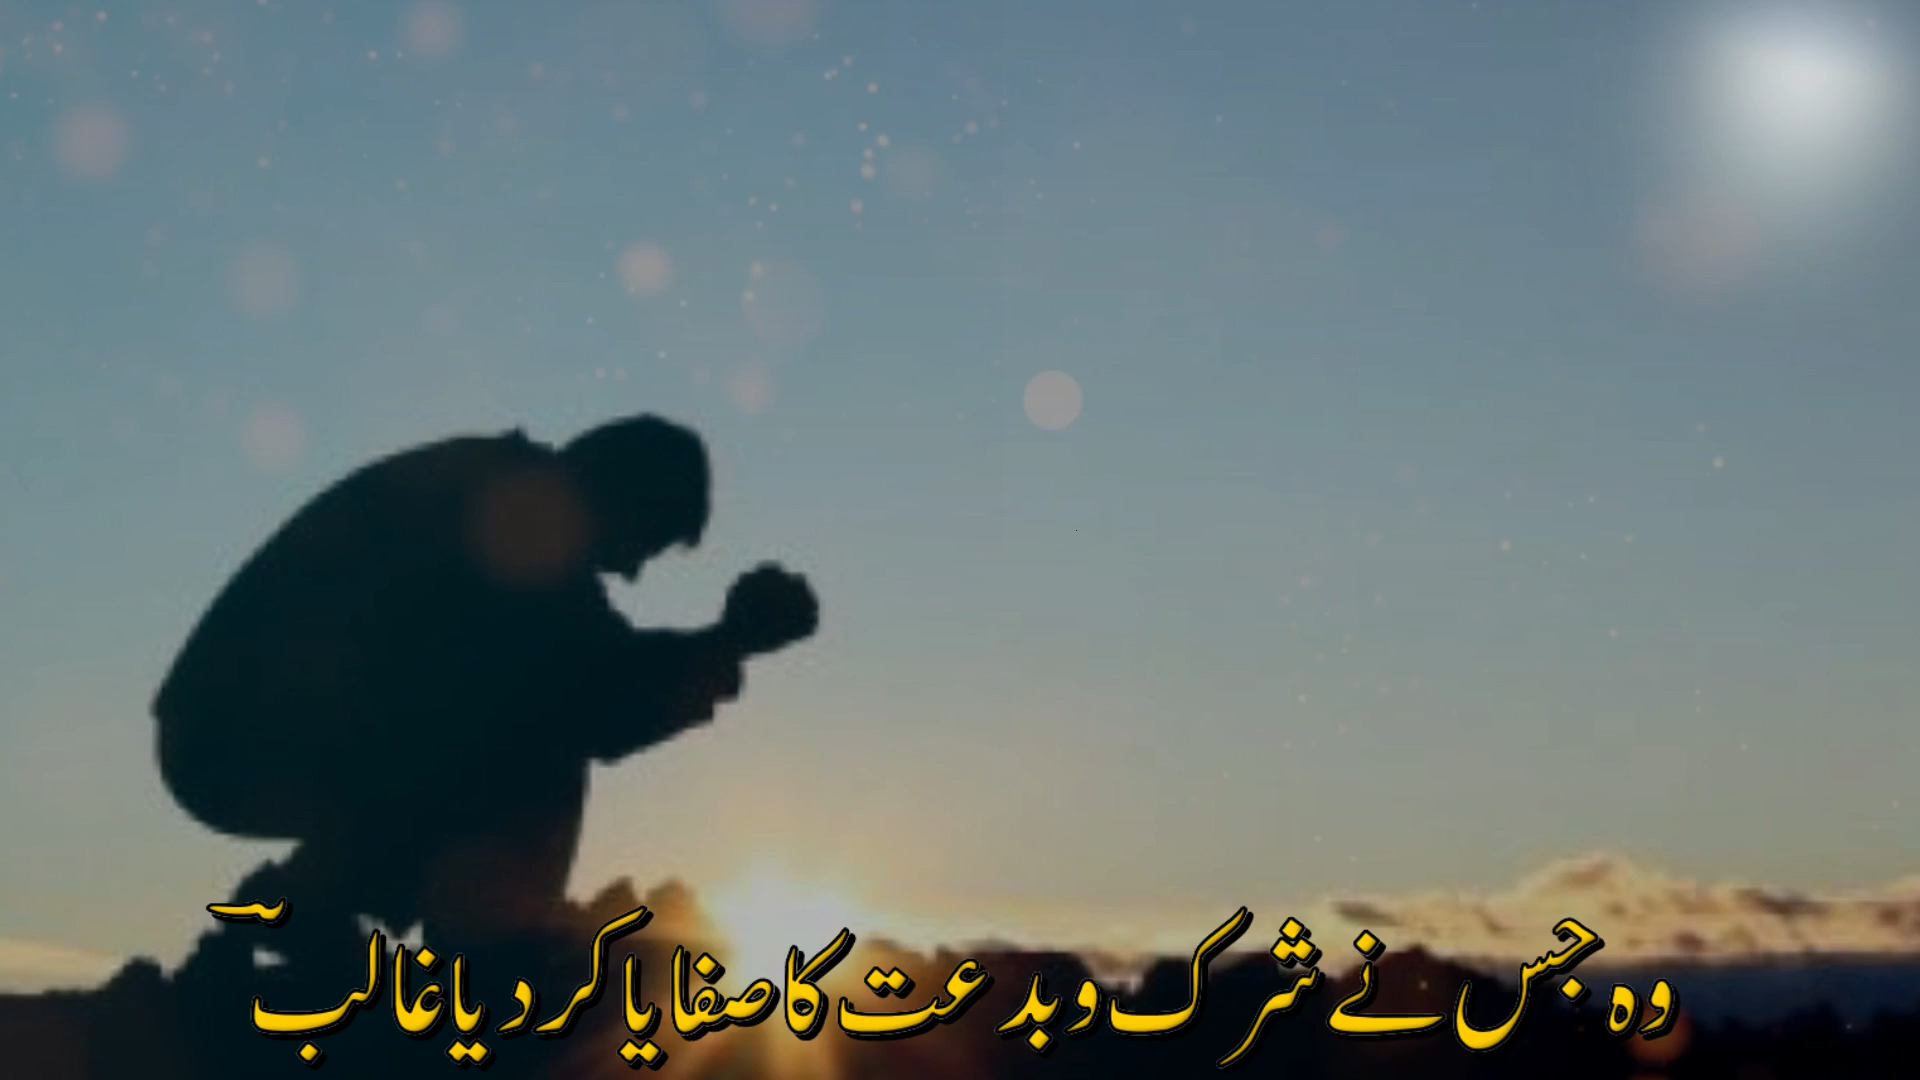 وہ جس نے شرک و بدعت کا صفایا کر دیا غالبؔ